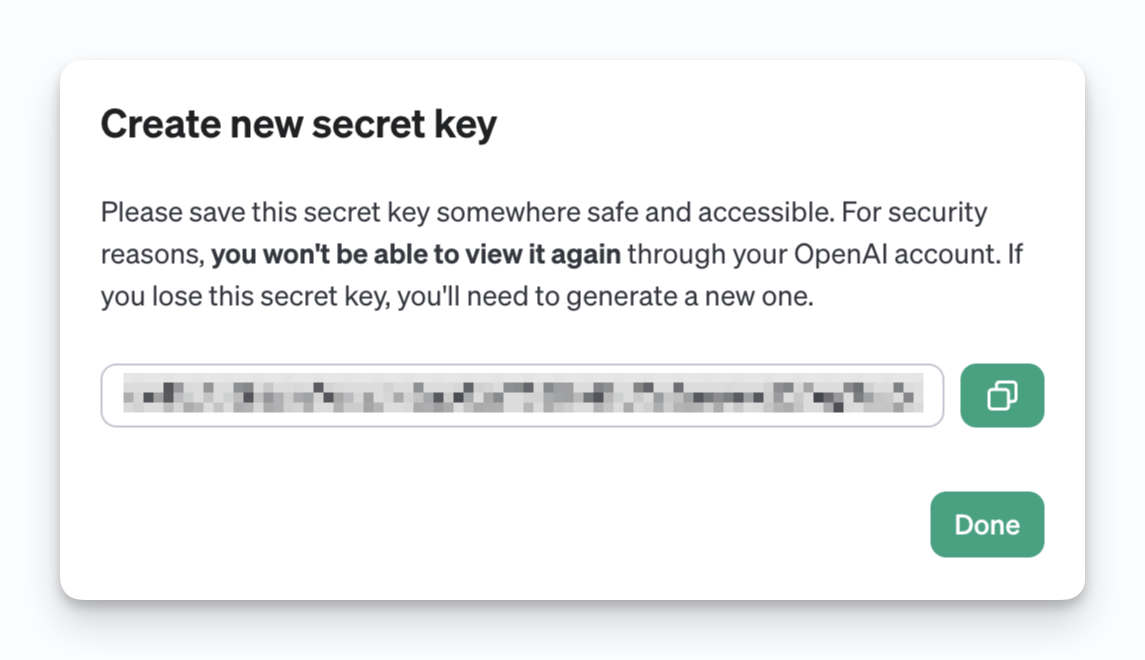 Create new secret key
Please save this secret key somewhere safe and accessible. For security
reasons, you won't be able to view it again through your OpenAI account. If
you lose this secret key, you'll need to generate a new one.
Done